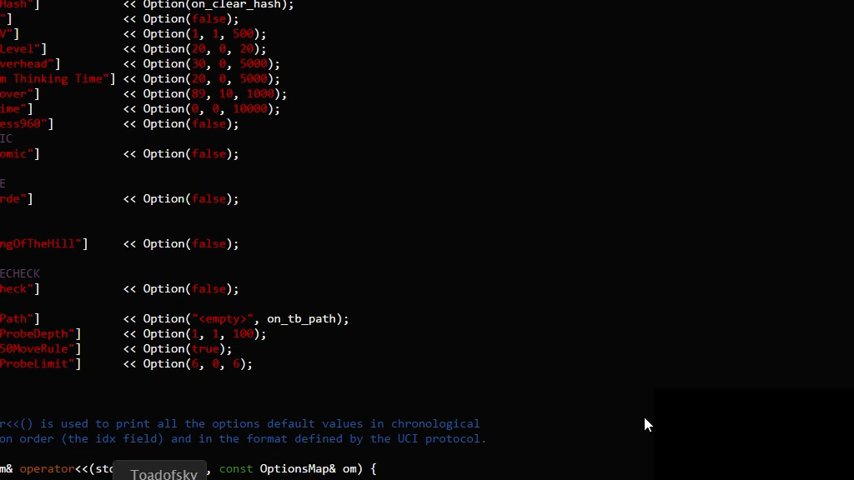 Hash"] << Option(on_clear_hash);
"] << Option(false);
V"] << Option(1, 1, 500);
Level"] << Option(20, 0, 20);
verhead"] << Option(30, 0, 5000);
m Thinking Time"] << Option(20, 0, 5000);
over"] << Option(89, 10, 1000);
ime"] << Option(0, 0, 10000);
ess960"] << Option(false);
IC
omic"] << Option(false);
E
rde"] << Option(false);
ngOfTheHill"] << Option(false);
ECHECK
heck"] << Option(false);
Path"] << Option("<empty>", on_tb_path);
ProbeDepth"] << Option(1, 1, 100);
50MoveRule"] << Option(true);
ProbeLimit"] << Option(6, 0, 6);
r<<() is used to print all the options default values in chronological
on order (the idx field) and in the format defined by the UCI protocol.
m& operator<<(st , const OptionsMap& om) {
Toadofsky